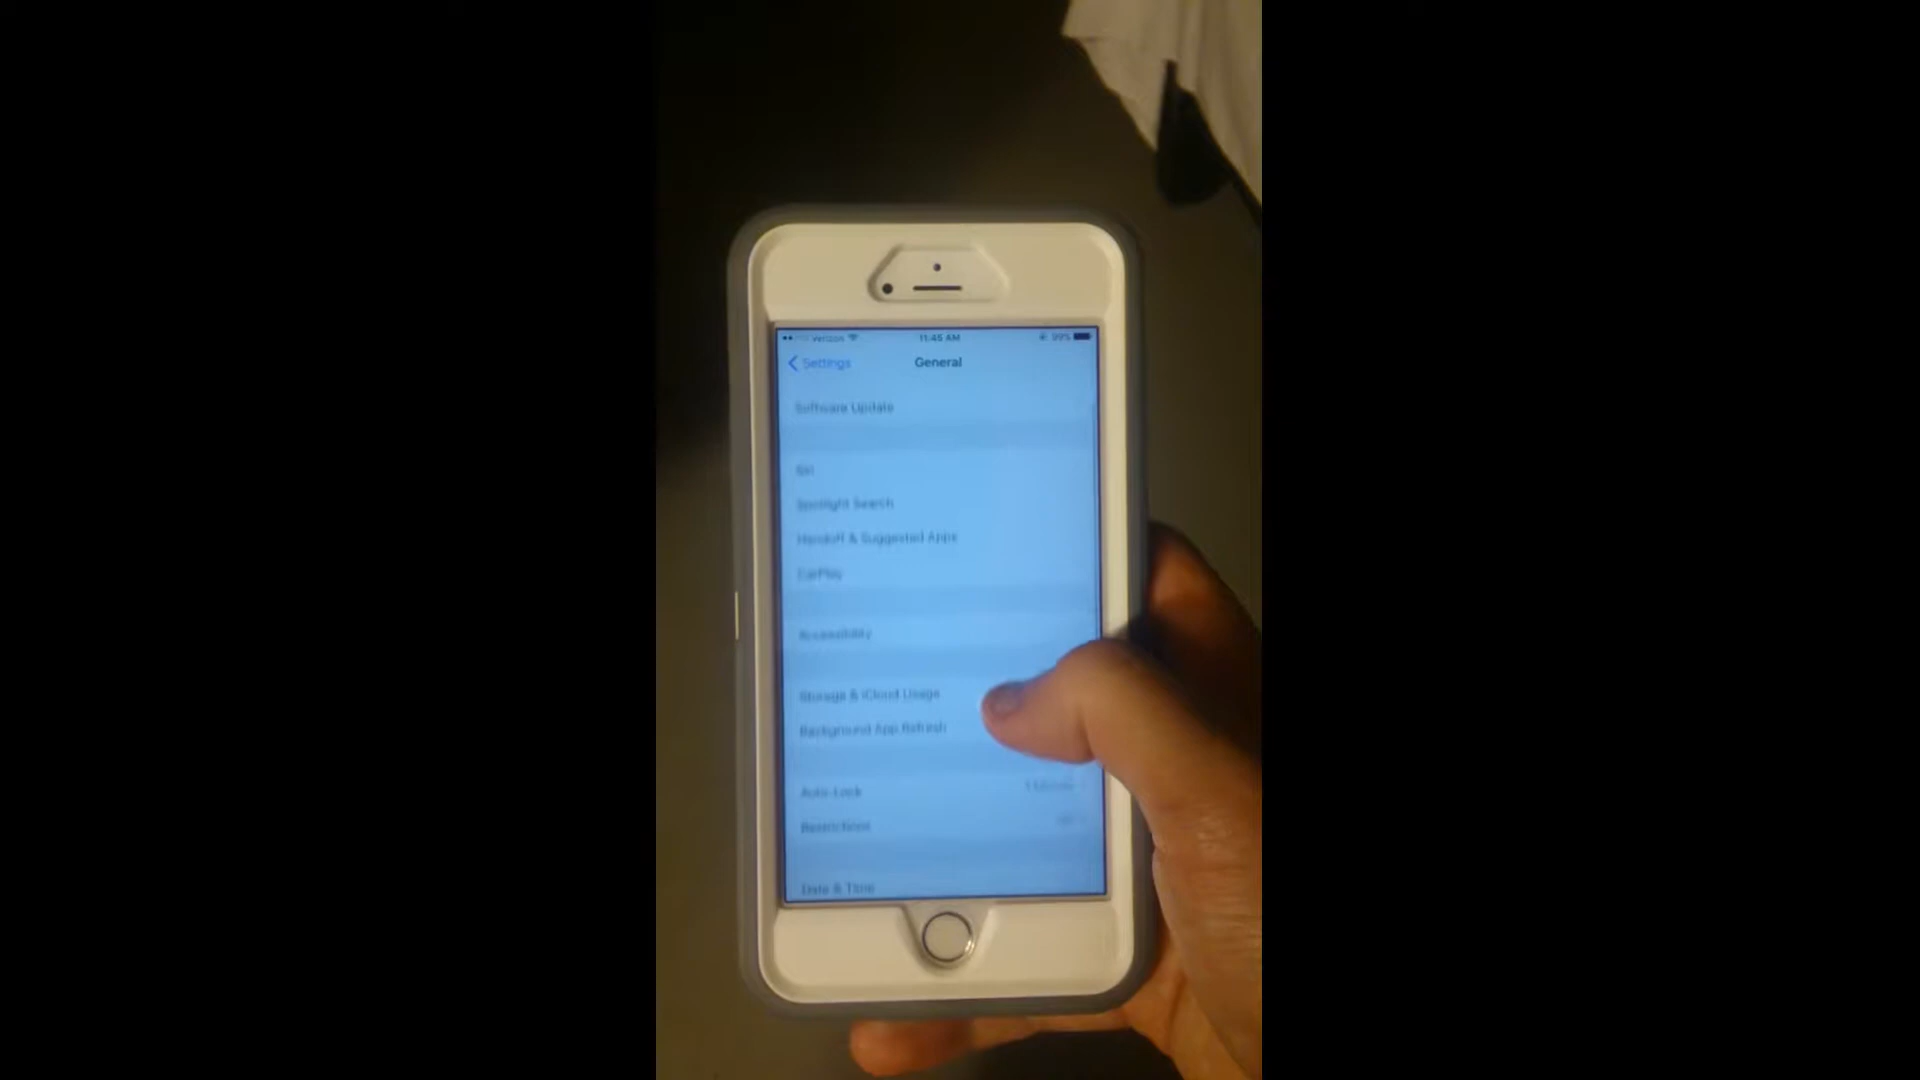 Verizon 11:45 AM 99%
Settings General
Software Update
Siri
Spotlight Search
Handoff & Suggested Apps
CarPlay
Accessibility
Storage & iCloud Usage
Background App Refresh
Auto-Lock
Restrictions
Date & Time